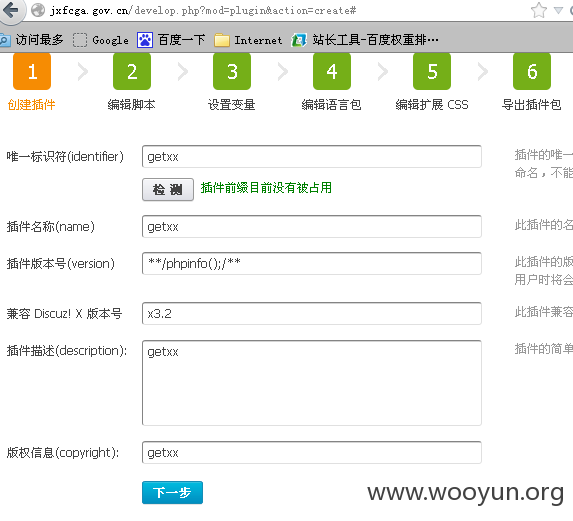 jxfcga.gov.cn/develop.php?mod=plugin&action=create#
访问最多 Google 百度一下 Internet 站长工具-百度权重排…
1 2 3 4 5 6
创建插件 编辑脚本 设置变量 编辑语言包 编辑扩展 CSS 导出插件包
唯一标识符(identifier) getxx 插件的唯一
命名，不能
检 测 插件前缀目前没有被占用
插件名称(name) getxx 此插件的名
插件版本号(version) **/phpinfo();/** 此插件的版
用户时将会
兼容 Discuz! X 版本号 x3.2 此插件兼容
插件描述(description): getxx 插件的简单
版权信息(copyright): getxx
下一步
www.wooyun.org